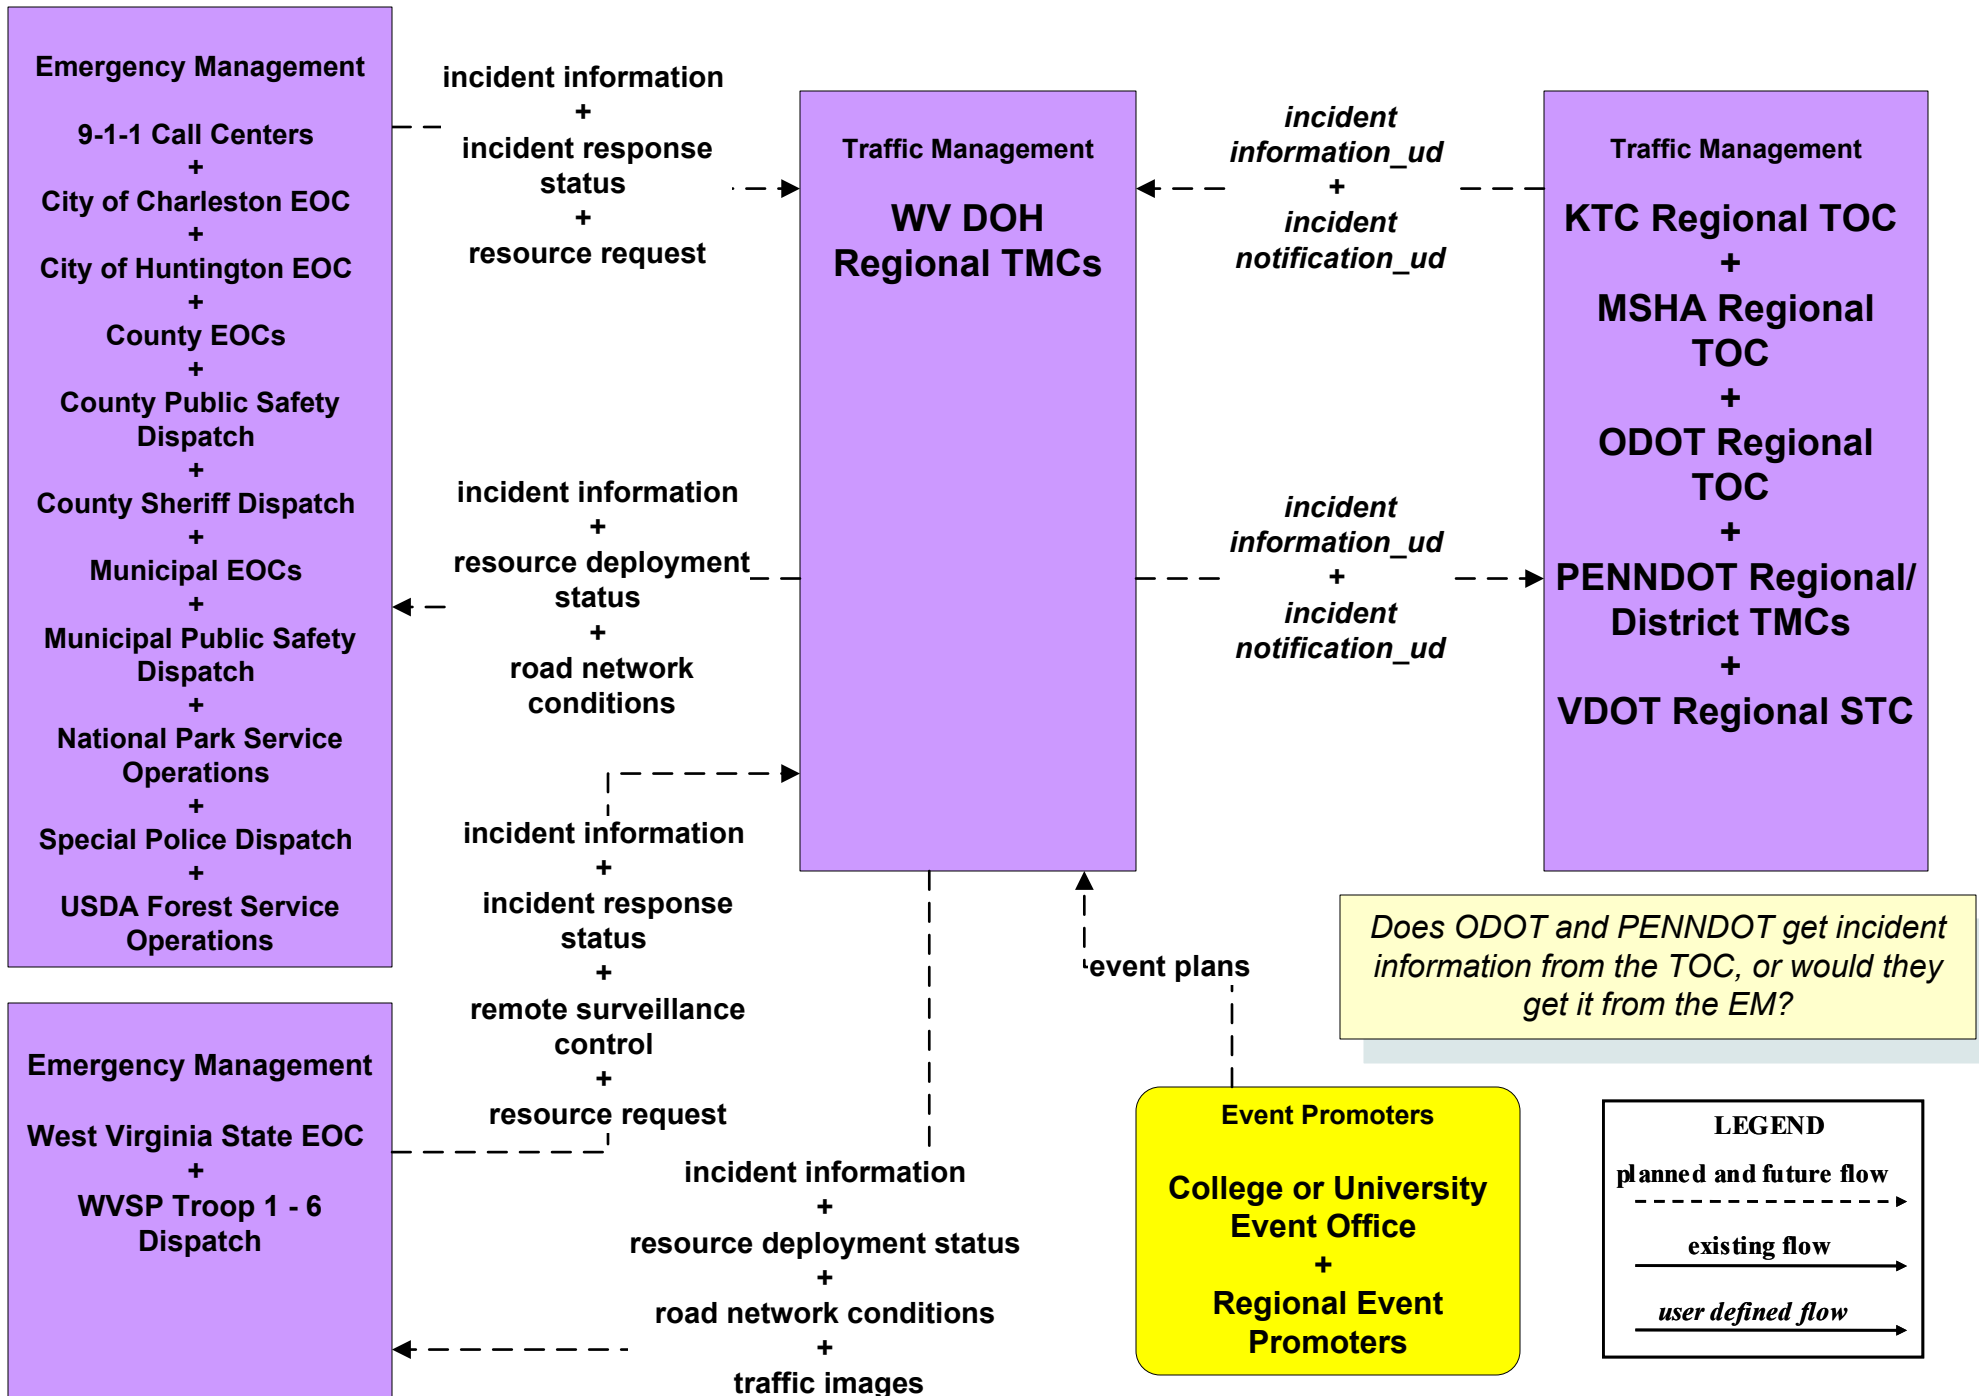 Emergency Management
9-1-1 Call Centers
+
City of Charleston EOC
+
City of Huntington EOC
+
County EOCs
+
County Public Safety
Dispatch
+
County Sheriff Dispatch
+
Municipal EOCs
+
Municipal Public Safety
Dispatch
+
National Park Service
Operations
+
Special Police Dispatch
+
USDA Forest Service
Operations
Emergency Management
West Virginia State EOC
+
WVSP Troop 1 - 6
Dispatch
incident information
+
incident response
status
+
resource request
incident information
+
resource deployment
status
+
road network
conditions
incident information
+
incident response
status
+
remote surveillance
control
+
resource request
incident information
+
resource deployment status
+
road network conditions
+
traffic images
Traffic Management
WV DOH
Regional TMCs
incident
information_ud
+
incident
notification_ud
incident
information_ud
+
incident
notification_ud
event plans
Traffic Management
KTC Regional TOC
+
MSHA Regional
TOC
+
ODOT Regional
TOC
+
PENNDOT Regional/
District TMCs
+
VDOT Regional STC
Does ODOT and PENNDOT get incident
information from the TOC, or would they
get it from the EM?
Event Promoters
College or University
Event Office
+
Regional Event
Promoters
LEGEND
planned and future flow
existing flow
user defined flow